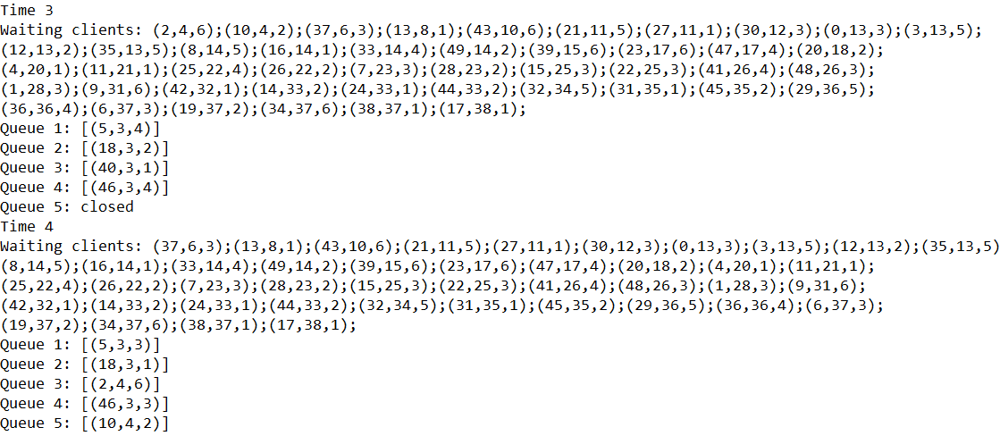 Time 3
Waiting clients: (2,4,6);(10,4,2);(37,6,3);(13,8,1);(43,10,6);(21,11,5);(27,11,1);(30,12,3);(0,13,3);(3,13,5);
(12,13,2);(35,13,5);(8,14,5);(16,14,1);(33,14,4);(49,14,2);(39,15,6);(23,17,6);(47,17,4);(20,18,2);
(4,20,1);(11,21,1);(25,22,4);(26,22,2);(7,23,3);(28,23,2);(15,25,3);(22,25,3);(41,26,4);(48,26,3);
(1,28,3);(9,31,6);(42,32,1);(14,33,2);(24,33,1);(44,33,2);(32,34,5);(31,35,1);(45,35,2);(29,36,5);
(36,36,4);(6,37,3);(19,37,2);(34,37,6);(38,37,1);(17,38,1);
Queue 1: [(5,3,4)]
Queue 2: [(18,3,2)]
Queue 3: [(40,3,1)]
Queue 4: [(46,3,4)]
Queue 5: closed
Time 4
Waiting clients: (37,6,3);(13,8,1);(43,10,6);(21,11,5);(27,11,1);(30,12,3);(0,13,3);(3,13,5);(12,13,2);(35,13,5)
(8,14,5);(16,14,1);(33,14,4);(49,14,2);(39,15,6);(23,17,6);(47,17,4);(20,18,2);(4,20,1);(11,21,1);
(25,22,4);(26,22,2);(7,23,3);(28,23,2);(15,25,3);(22,25,3);(41,26,4);(48,26,3);(1,28,3);(9,31,6);
(42,32,1);(14,33,2);(24,33,1);(44,33,2);(32,34,5);(31,35,1);(45,35,2);(29,36,5);(36,36,4);(6,37,3);
(19,37,2);(34,37,6);(38,37,1);(17,38,1);
Queue 1: [(5,3,3)]
Queue 2: [(18,3,1)]
Queue 3: [(2,4,6)]
Queue 4: [(46,3,3)]
Queue 5: [(10,4,2)]